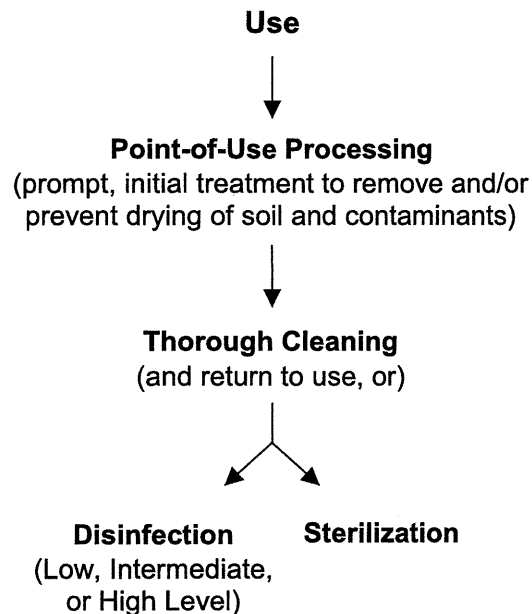 Use
Point-of-Use Processing
(prompt, initial treatment to remove and/or
prevent drying of soil and contaminants)
Thorough Cleaning
(and return to use, or)
Disinfection
(Low, Intermediate,
or High Level)
Sterilization